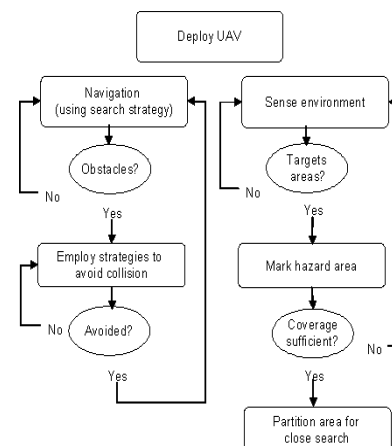 Deploy UAV
Navigation
(using search strategy)
Obstacles?
No
Yes
Employ strategies to
avoid collision
No
Avoided?
Yes
Sense environment
Targets
areas?
No
Yes
Mark hazard area
Coverage
sufficient?
No
Yes
Partition area for
close search